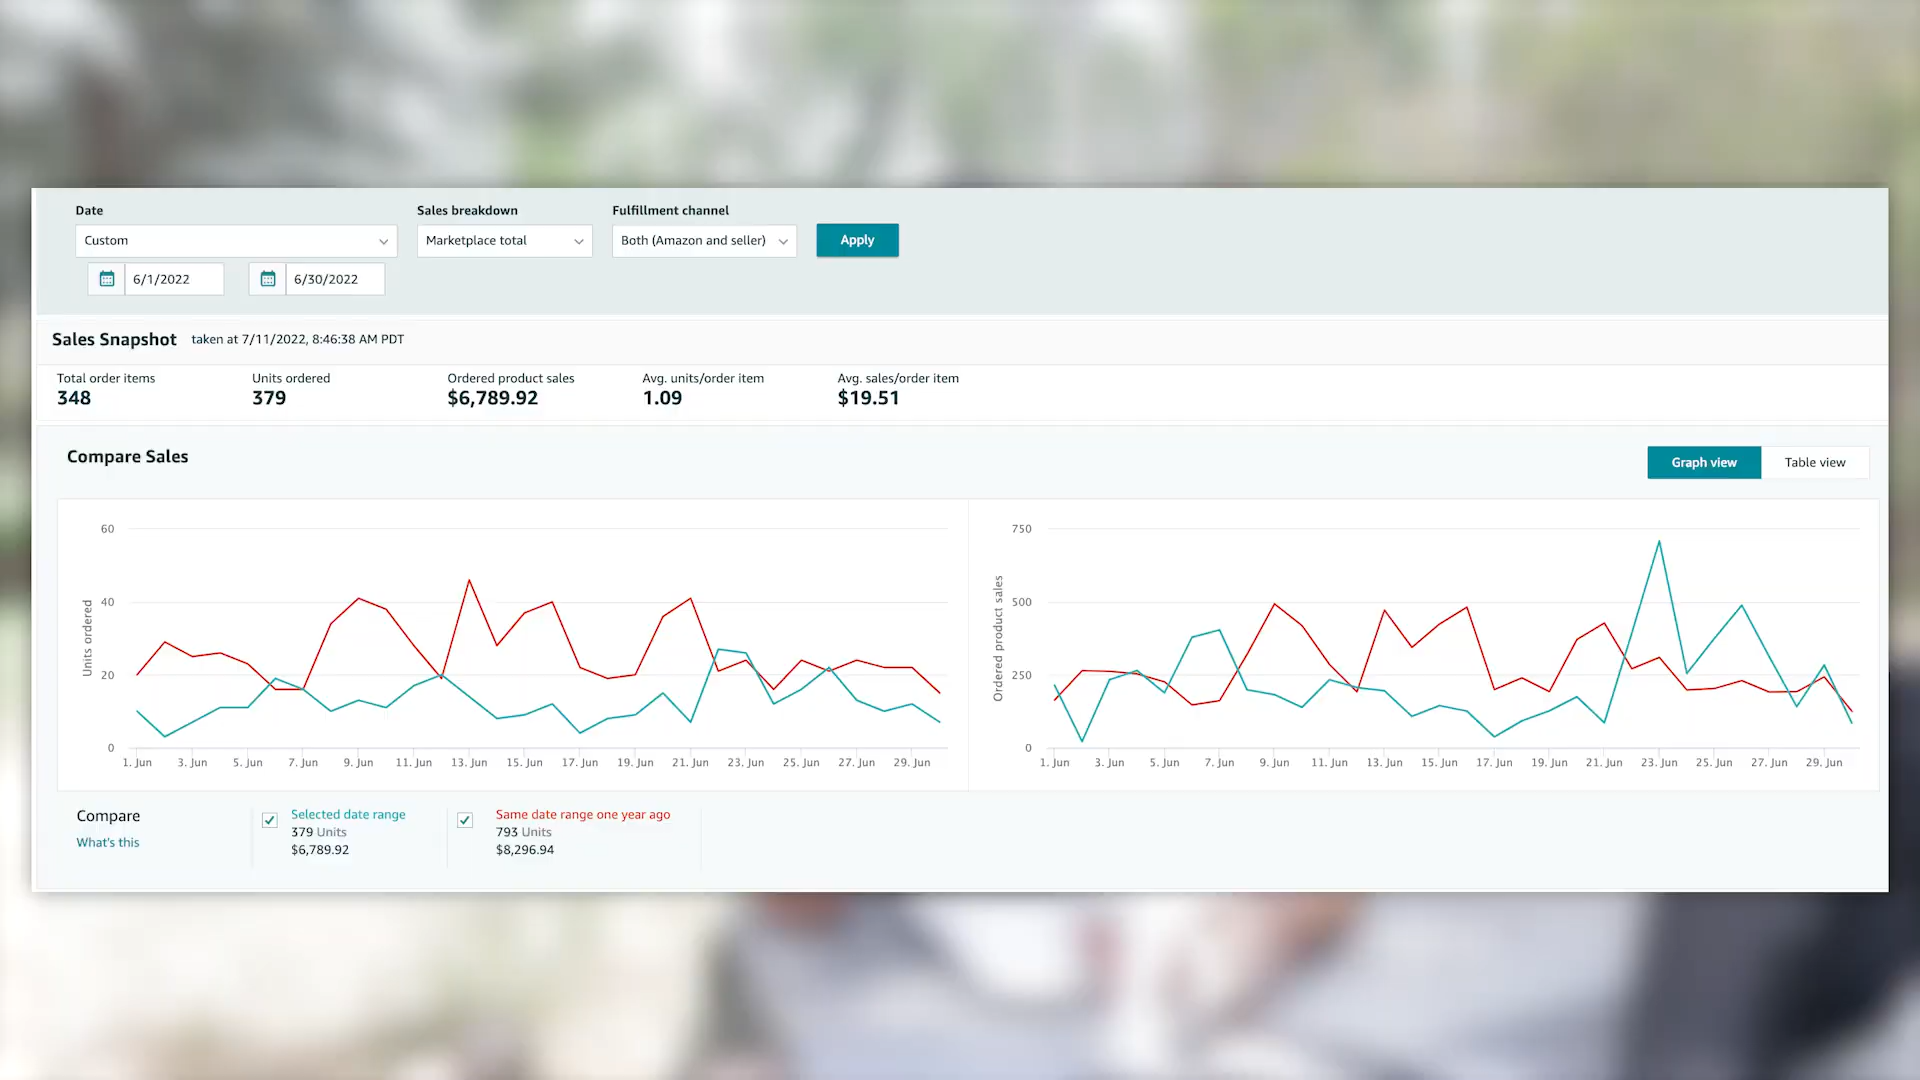 Date
Sales breakdown
Fulfillment channel
Custom
Marketplace total
Both (Amazon and seller)
Apply
6/1/2022
6/30/2022
Sales Snapshot taken at 7/11/2022, 8:46:38 AM PDT
Total order items
Units ordered
Ordered product sales
Avg. units/order item
Avg. sales/order item
348
379
$6,789.92
1.09
$19.51
Compare Sales
Graph view
Table view
Units ordered
60
40
20
0
1. Jun 3. Jun 5. Jun 7. Jun 9. Jun 11. Jun 13. Jun 15. Jun 17. Jun 19. Jun 21. Jun 23. Jun 25. Jun 27. Jun 29. Jun
Ordered product sales
750
500
250
0
1. Jun 3. Jun 5. Jun 7. Jun 9. Jun 11. Jun 13. Jun 15. Jun 17. Jun 19. Jun 21. Jun 23. Jun 25. Jun 27. Jun 29. Jun
Compare
What's this
Selected date range
379 Units
$6,789.92
Same date range one year ago
793 Units
$8,296.94